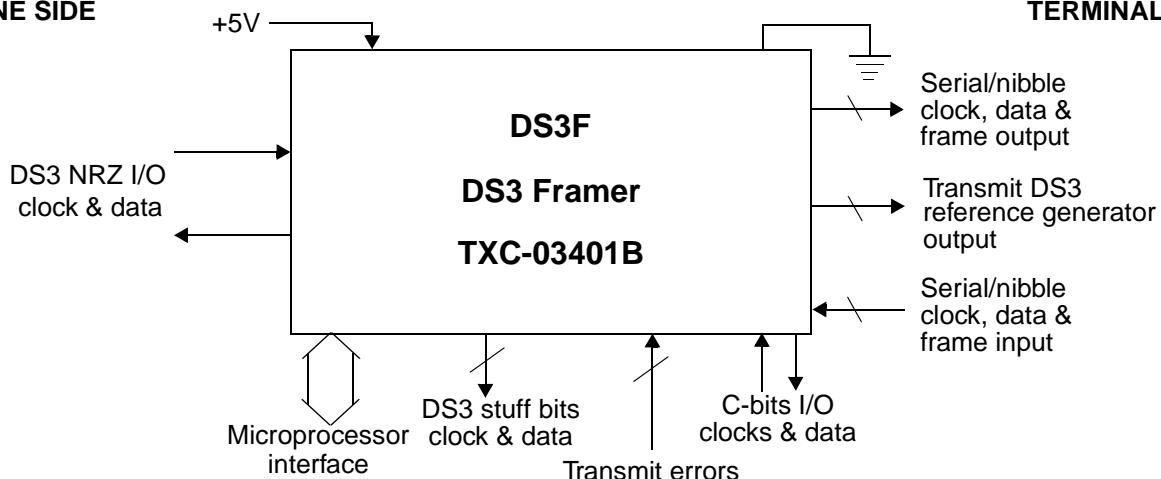 NE SIDE
TERMINAL
+5V
DS3F
DS3 Framer
TXC-03401B
DS3 NRZ I/O
clock & data
Serial/nibble
clock, data &
frame output
Transmit DS3
reference generator
output
Serial/nibble
clock, data &
frame input
Microprocessor
interface
DS3 stuff bits
clock & data
Transmit errors
C-bits I/O
clocks & data